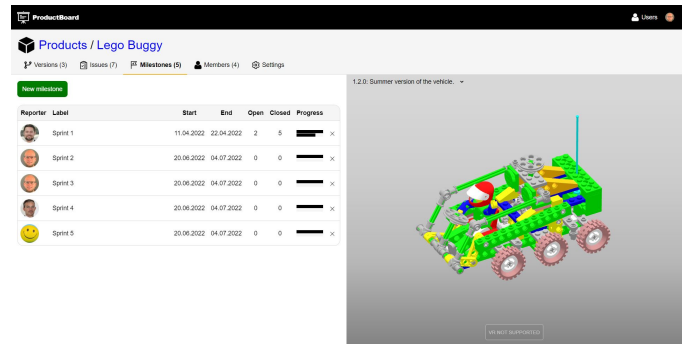 ProductBoard
Users
Products / Lego Buggy
Versions (3) Issues (7) Milestones (5) Members (4) Settings
New milestone
1.2.0: Summer version of the vehicle.
Reporter Label Start End Open Closed Progress
Sprint 1 11.04.2022 22.04.2022 2 5
Sprint 2 20.06.2022 04.07.2022 0 0
Sprint 3 20.06.2022 04.07.2022 0 0
Sprint 4 20.06.2022 04.07.2022 0 0
Sprint 5 20.06.2022 04.07.2022 0 0
VR NOT SUPPORTED